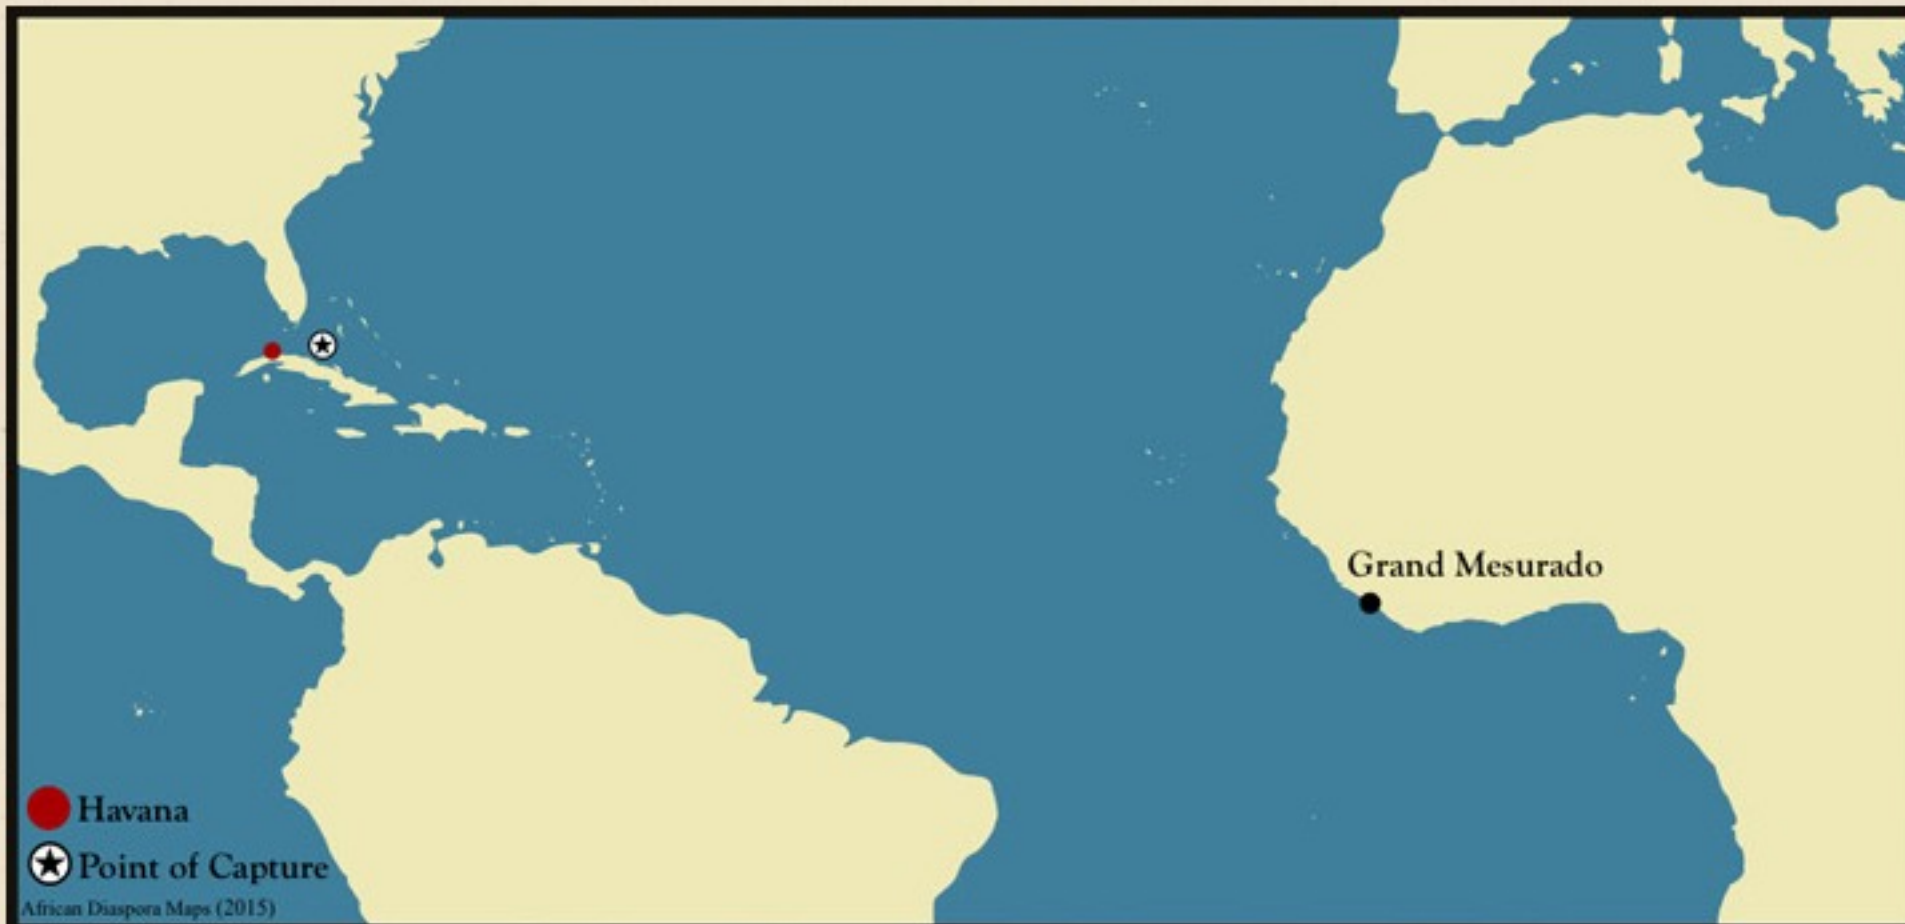 Grand Mesurado
Havana
Point of Capture
African Diaspora Maps (2015)